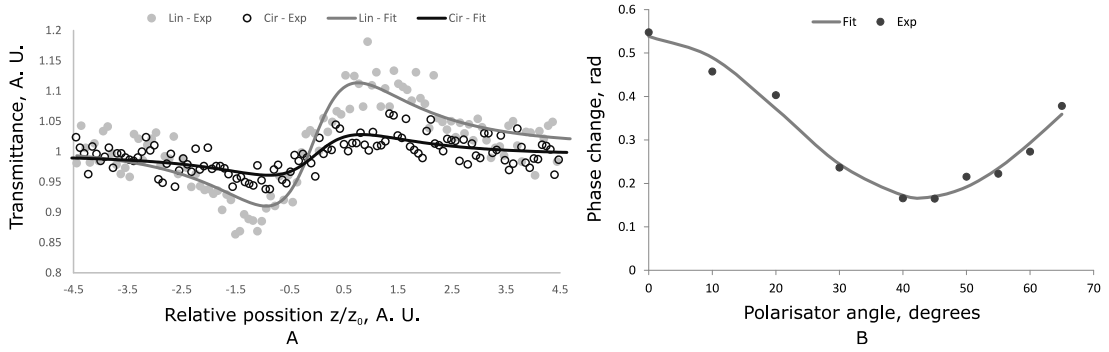 Lin - Exp Cir - Exp Lin - Fit Cir - Fit
1.2
1.15
1.1
1.05
1
0.95
0.9
0.85
0.8
Transmittance, A. U.
-4.5 -3.5 -2.5 -1.5 -0.5 0.5 1.5 2.5 3.5 4.5
Relative possition z/z₀, A. U.
A
Fit Exp
0.6
0.5
0.4
0.3
0.2
0.1
0
Phase change, rad
0 10 20 30 40 50 60 70
Polarisator angle, degrees
B